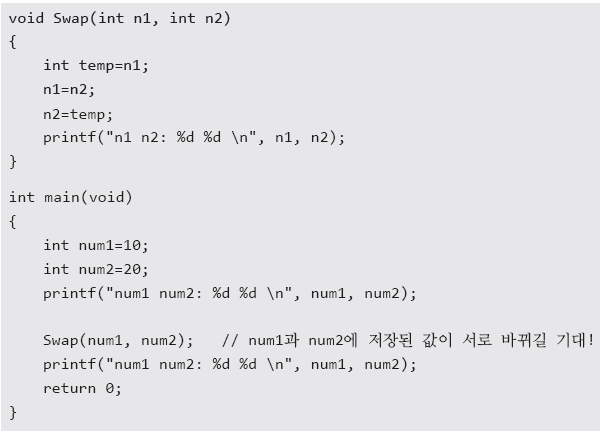 void Swap(int n1, int n2)
{
    int temp=n1;
    n1=n2;
    n2=temp;
    printf("n1 n2: %d %d \n", n1, n2);
}
int main(void)
{
    int num1=10;
    int num2=20;
    printf("num1 num2: %d %d \n", num1, num2);
    Swap(num1, num2);   // num1과 num2에 저장된 값이 서로 바뀌길 기대!
    printf("num1 num2: %d %d \n", num1, num2);
    return 0;
}